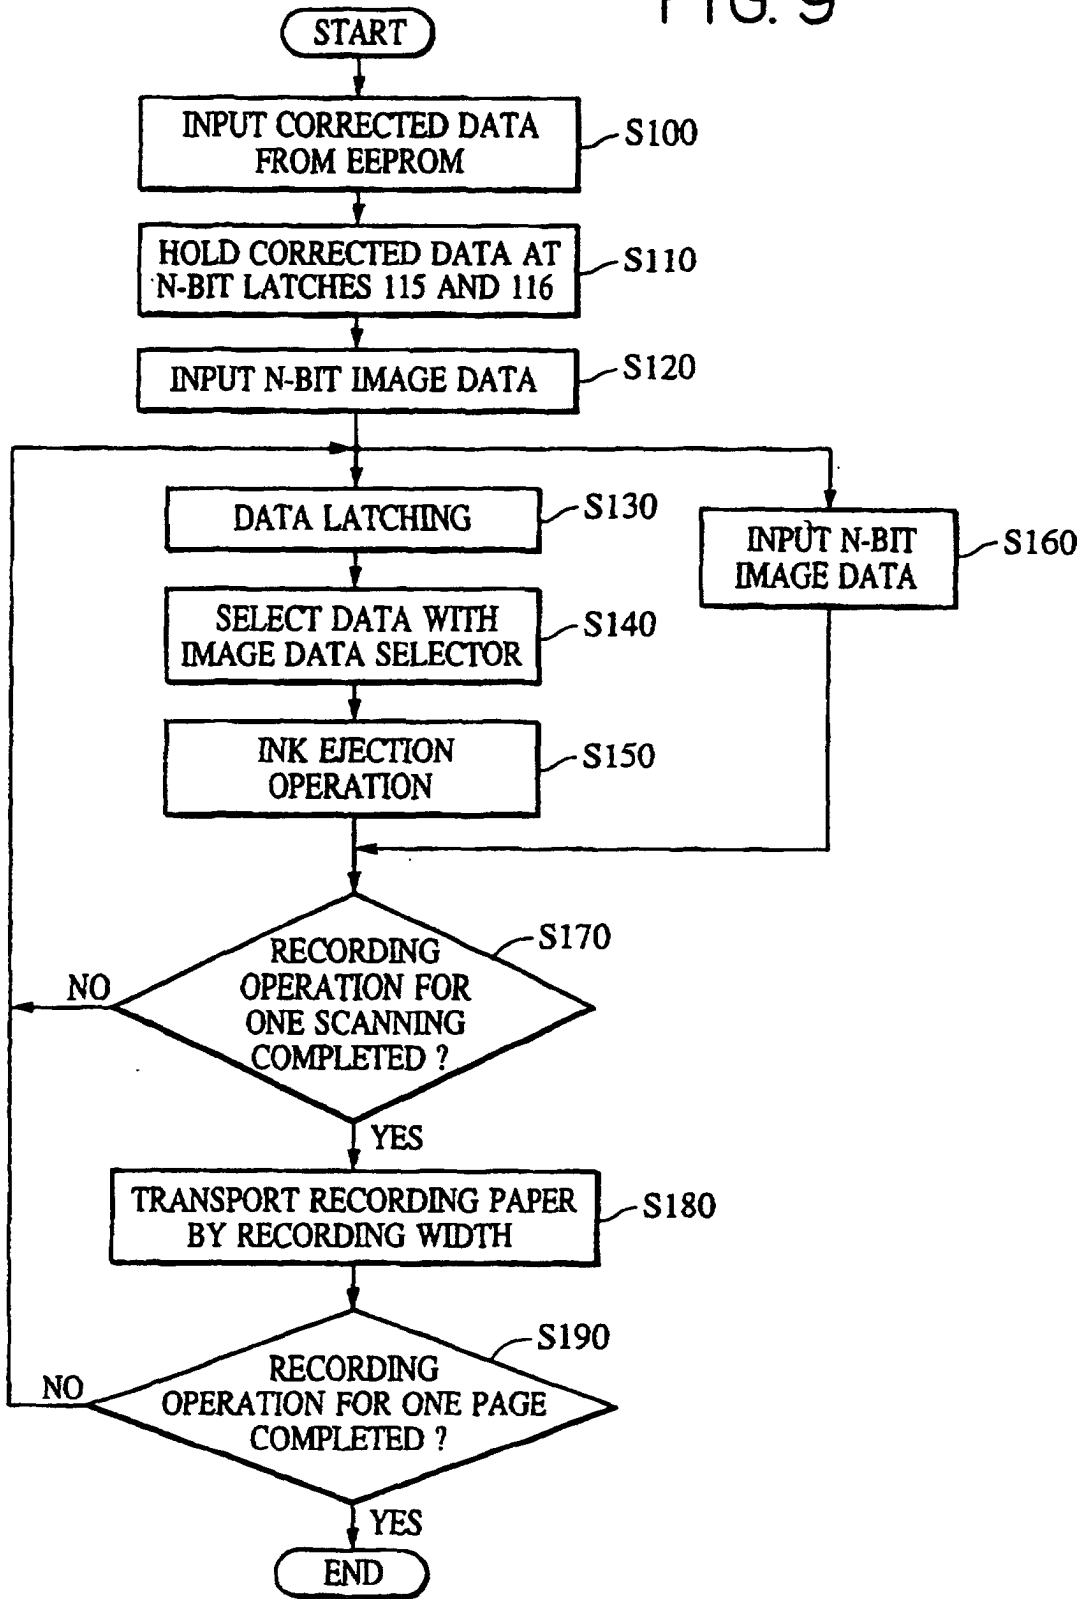 FIG. 9
START
INPUT CORRECTED DATA
FROM EEPROM
S100
HOLD CORRECTED DATA AT
N-BIT LATCHES 115 AND 116
S110
INPUT N-BIT IMAGE DATA
S120
DATA LATCHING
S130
INPUT N-BIT
IMAGE DATA
S160
SELECT DATA WITH
IMAGE DATA SELECTOR
S140
INK EJECTION
OPERATION
S150
RECORDING
OPERATION FOR
ONE SCANNING
COMPLETED ?
S170
NO
YES
TRANSPORT RECORDING PAPER
BY RECORDING WIDTH
S180
RECORDING
OPERATION FOR ONE PAGE
COMPLETED ?
S190
NO
YES
END